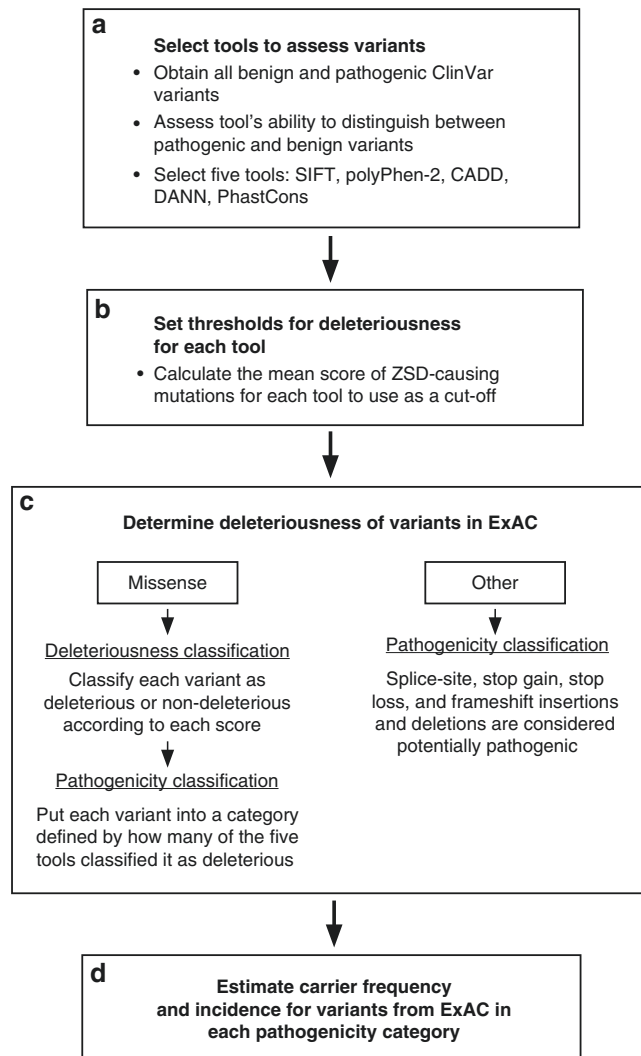 a
Select tools to assess variants
• Obtain all benign and pathogenic ClinVar
variants
• Assess tool's ability to distinguish between
pathogenic and benign variants
• Select five tools: SIFT, polyPhen-2, CADD,
DANN, PhastCons
b
Set thresholds for deleteriousness
for each tool
• Calculate the mean score of ZSD-causing
mutations for each tool to use as a cut-off
c
Determine deleteriousness of variants in ExAC
Missense
Deleteriousness classification
Classify each variant as
deleterious or non-deleterious
according to each score
Pathogenicity classification
Put each variant into a category
defined by how many of the five
tools classified it as deleterious
Other
Pathogenicity classification
Splice-site, stop gain, stop
loss, and frameshift insertions
and deletions are considered
potentially pathogenic
d
Estimate carrier frequency
and incidence for variants from ExAC in
each pathogenicity category